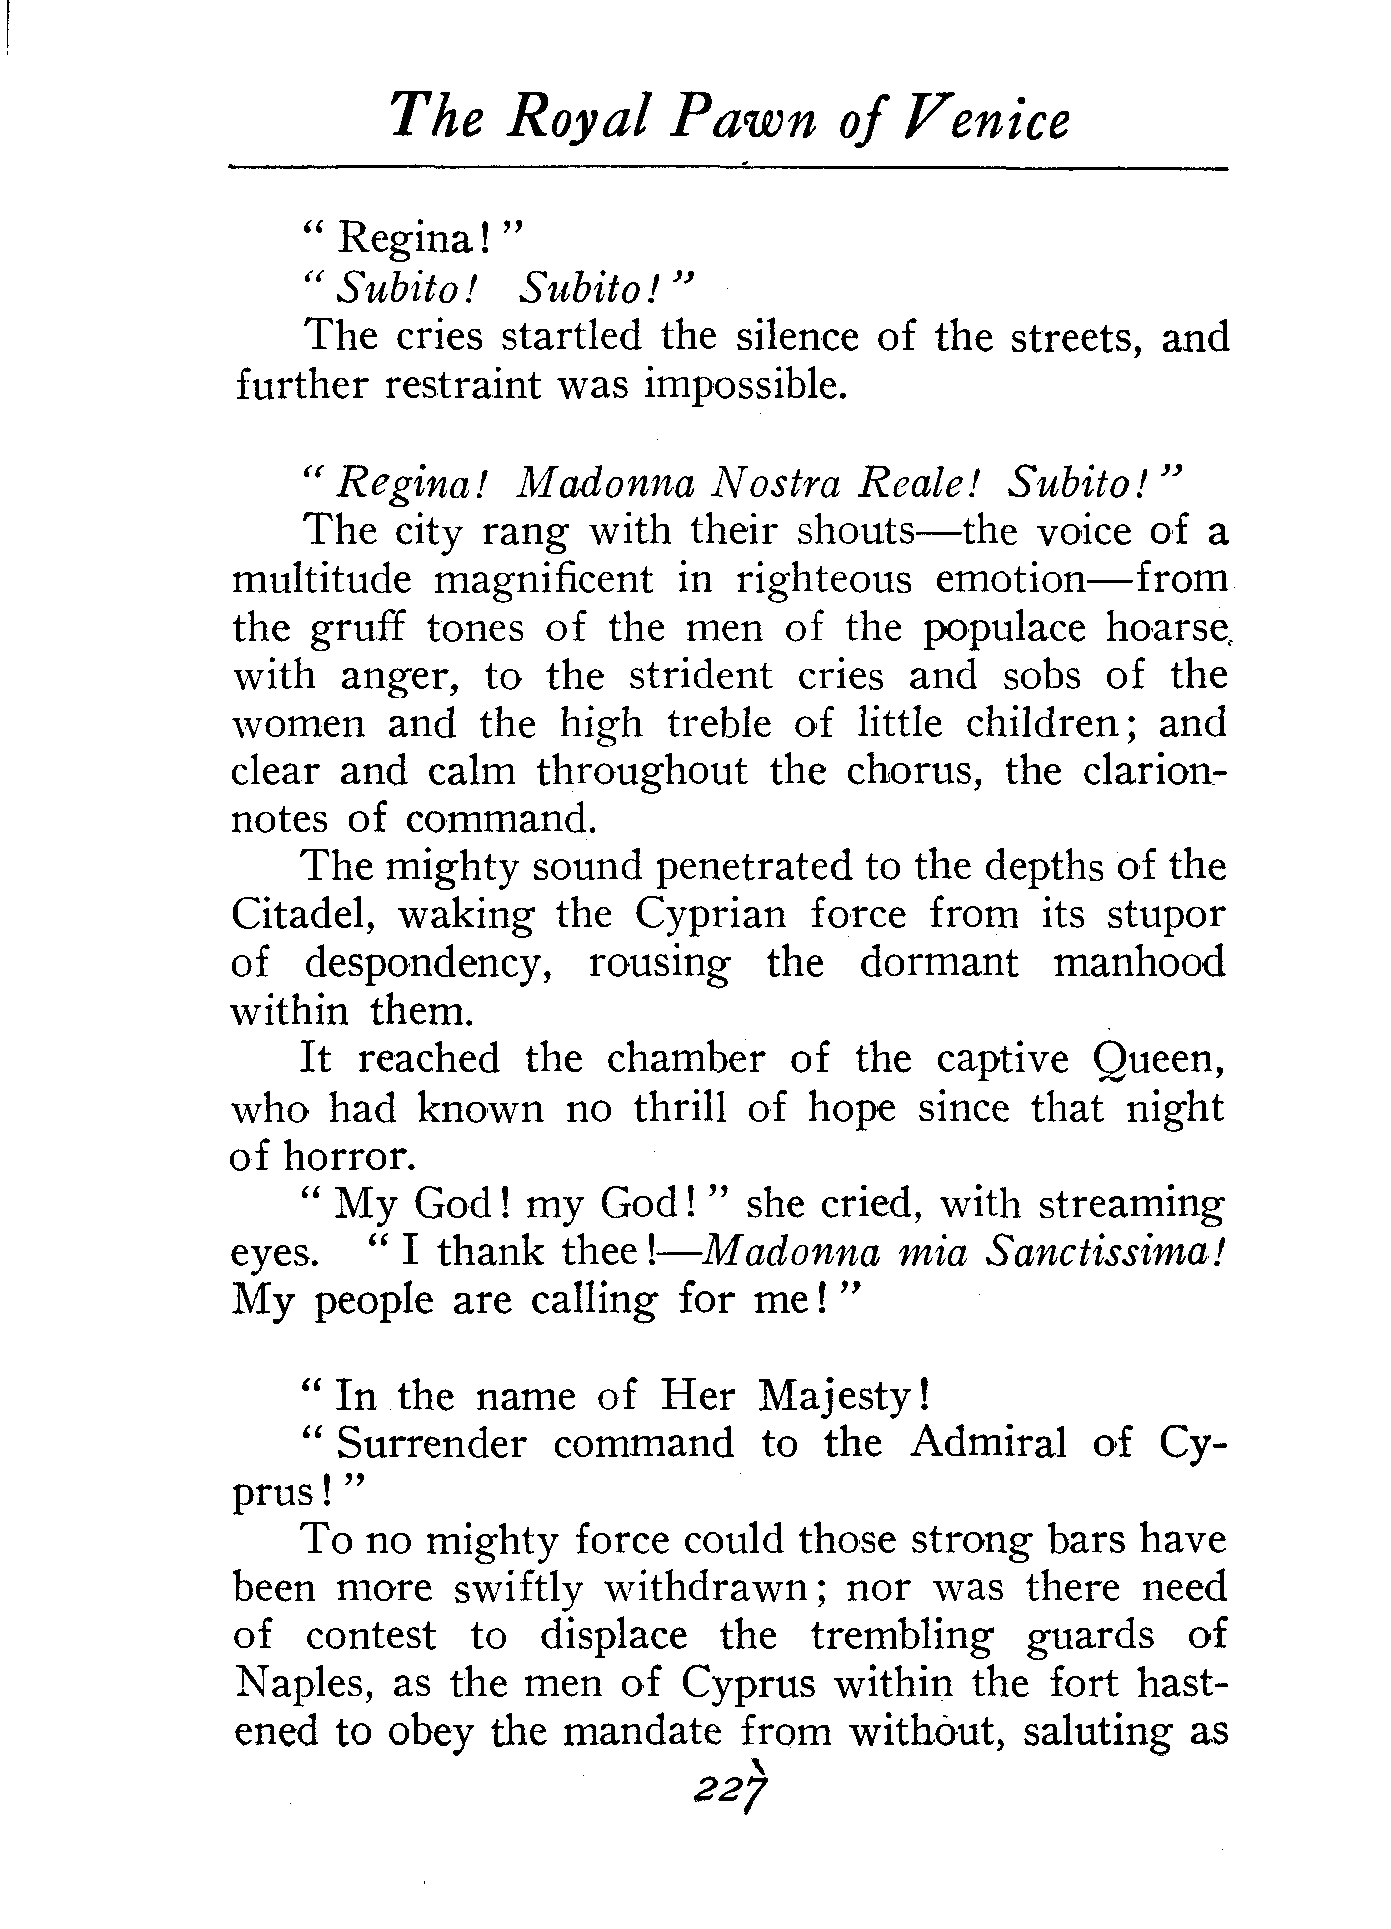 The Royal Pawn of Venice
" Regina! "
" Subito! Subito! "
The cries startled the silence of the streets, and
further restraint was impossible.
" Regina! Madonna Nostra Reale! Subito! "
The city rang with their shouts—the voice of a
multitude magnificent in righteous emotion—from
the gruff tones of the men of the populace hoarse
with anger, to the strident cries and sobs of the
women and the high treble of little children; and
clear and calm throughout the chorus, the clarion-
notes of command.
The mighty sound penetrated to the depths of the
Citadel, waking the Cyprian force from its stupor
of despondency, rousing the dormant manhood
within them.
It reached the chamber of the captive Queen,
who had known no thrill of hope since that night
of horror.
" My God! my God! " she cried, with streaming
eyes. " I thank thee!—Madonna mia Sanctissima!
My people are calling for me! "
" In the name of Her Majesty!
" Surrender command to the Admiral of Cy-
prus! "
To no mighty force could those strong bars have
been more swiftly withdrawn; nor was there need
of contest to displace the trembling guards of
Naples, as the men of Cyprus within the fort hast-
ened to obey the mandate from without, saluting as
227